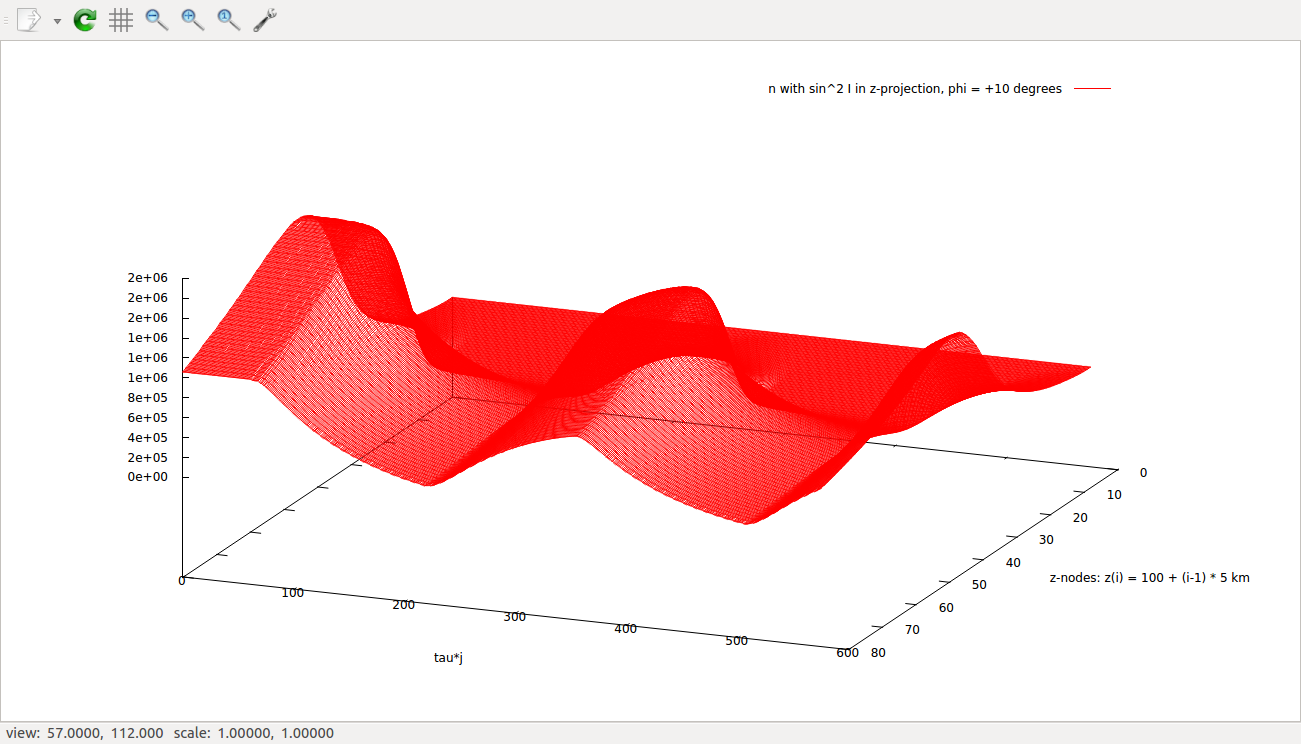 n with sin^2 I in z-projection, phi = +10 degrees
2e+06
2e+06
2e+06
1e+06
1e+06
1e+06
8e+05
6e+05
4e+05
2e+05
0e+00
0
10
20
30
40
50
60
70
80
z-nodes: z(i) = 100 + (i-1) * 5 km
0
100
200
300
400
500
600
tau*j
view: 57.0000, 112.000 scale: 1.00000, 1.00000